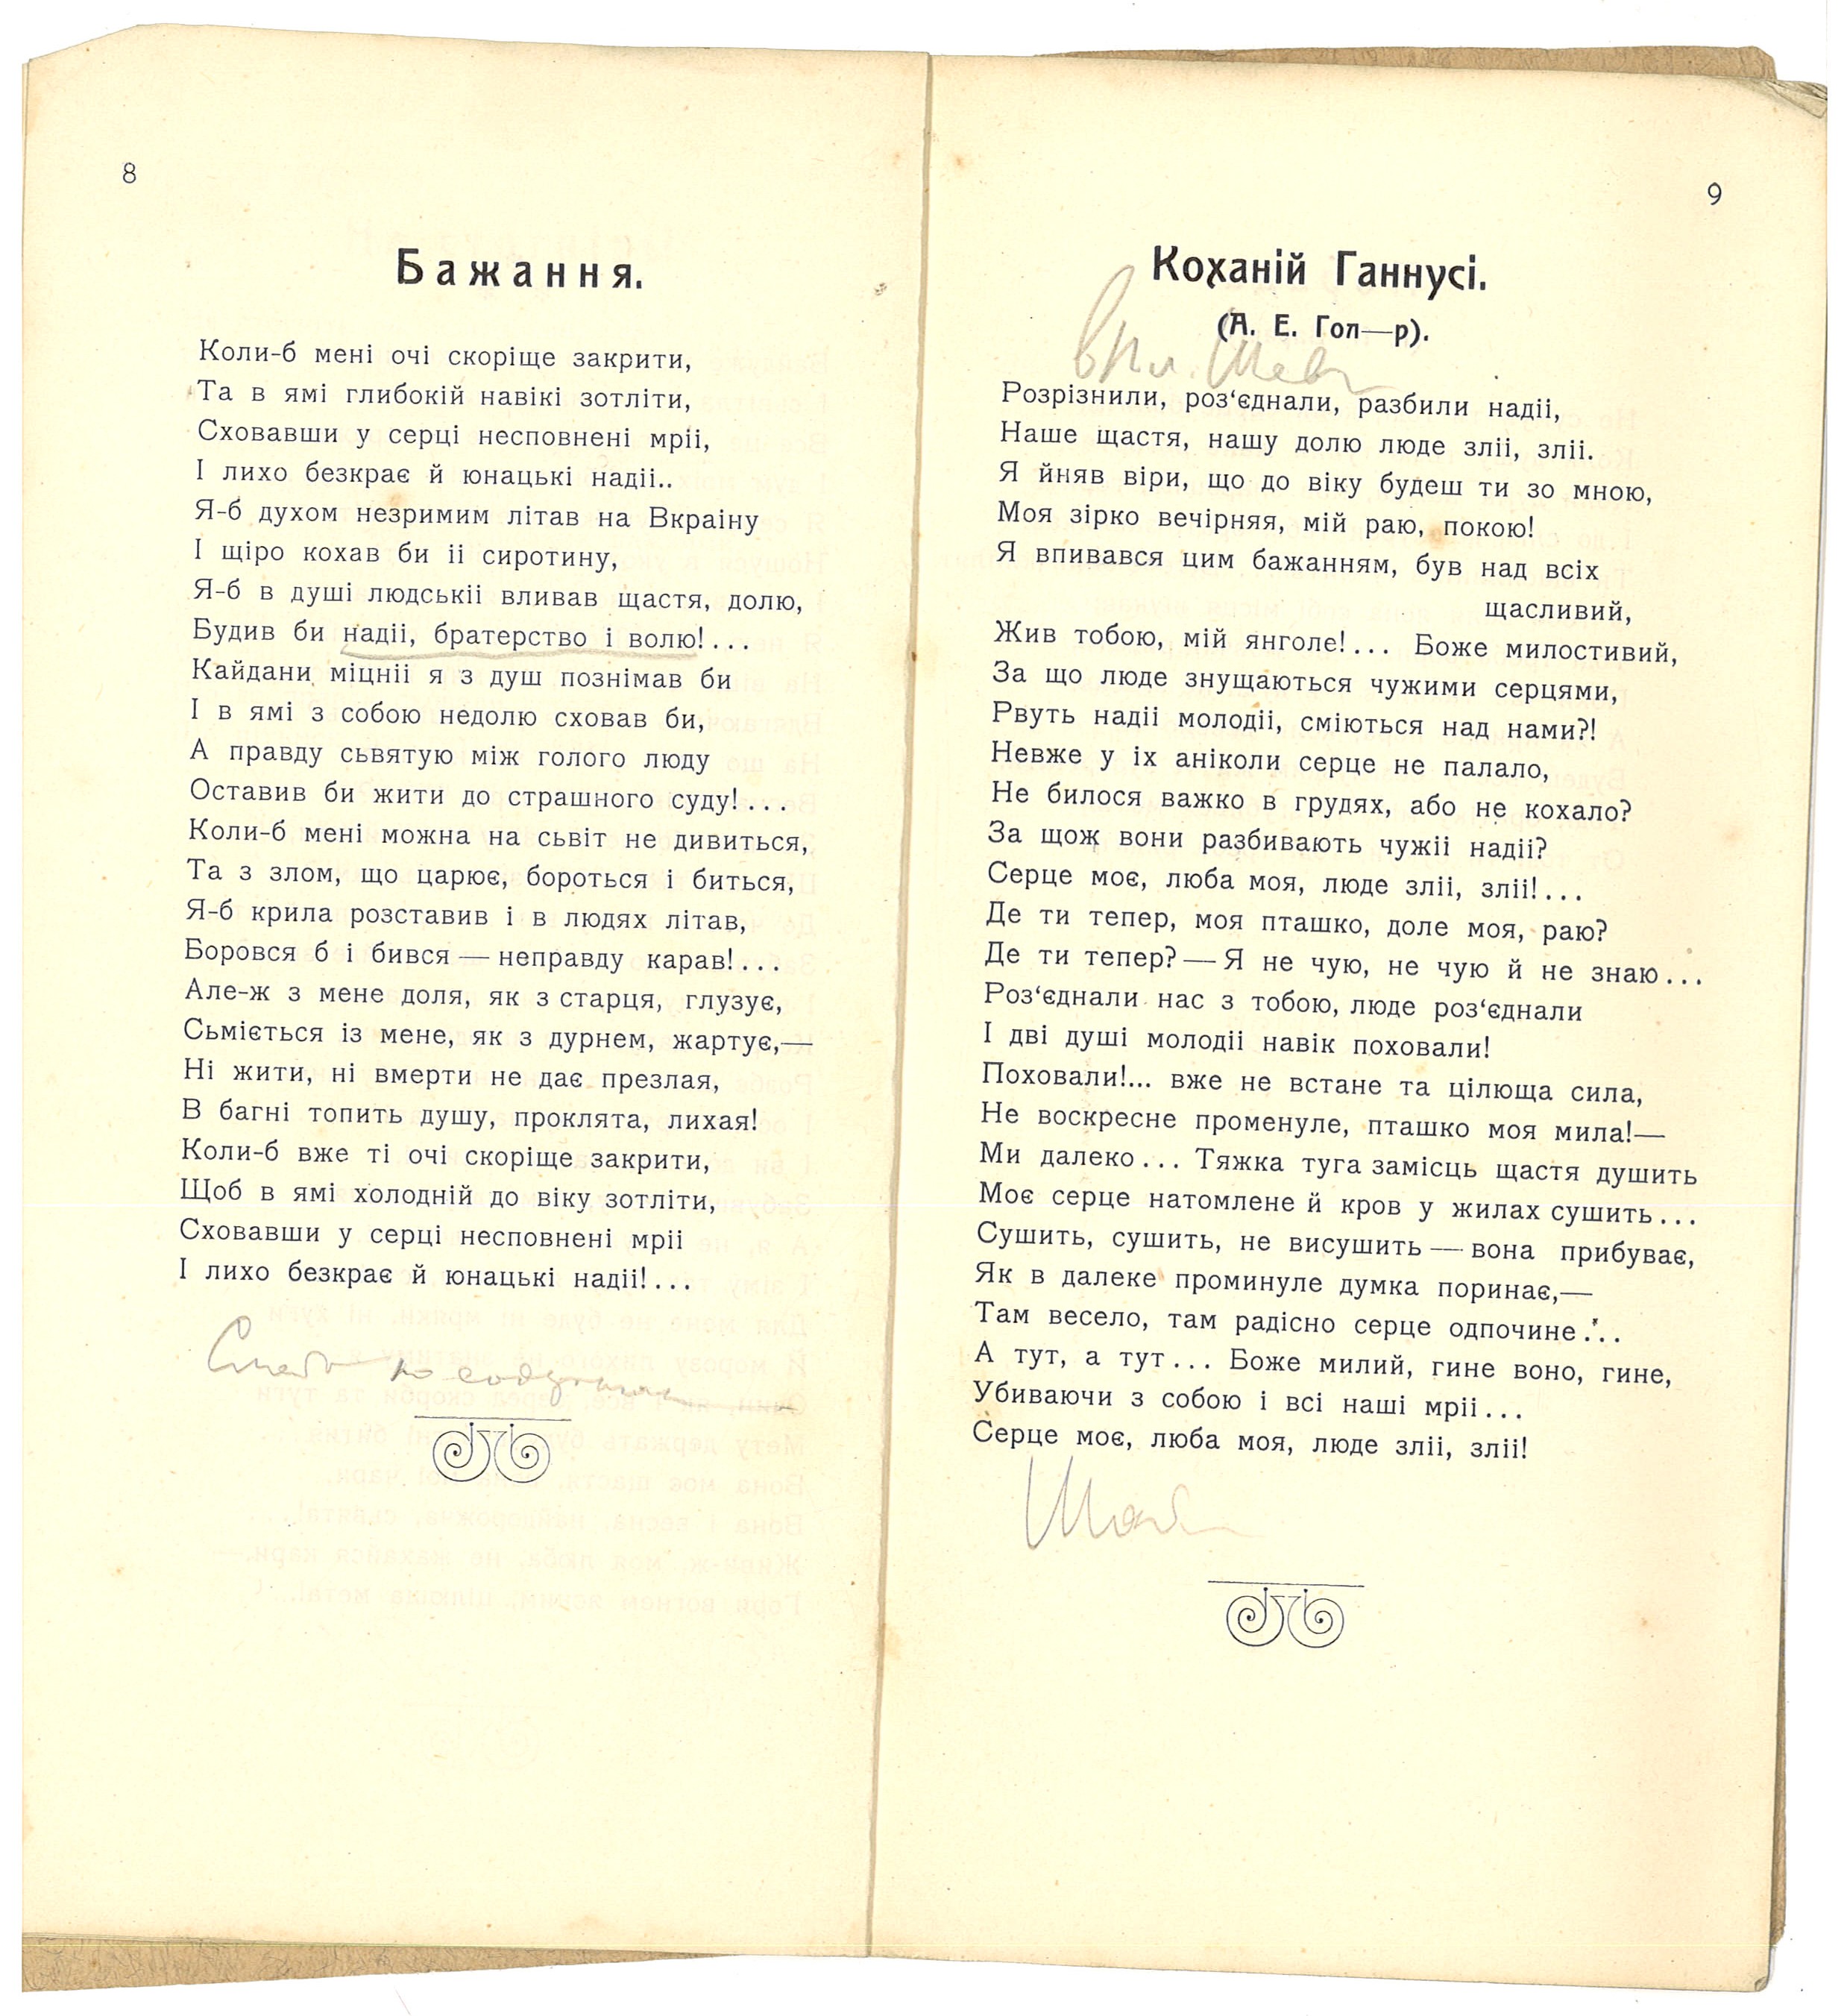 8
Бажання.
Коли-б мені очі скоріще закрити,
Та в ямі глибокій навікі зотліти,
Сховавши у серці несповнені мріі,
І лихо безкрає й юнацькі надіі..
Я-б духом незримим літав на Вкраіну
І щіро кохав би іі сиротину,
Я-б в душі людськіі вливав щастя, долю,
Будив би надіі, братерство і волю!...
Кайдани міцніі я з душ познімав би
І в ямі з собою недолю сховав би,
А правду сьвятую між голого люду
Оставив би жити до страшного суду!...
Коли-б мені можна на сьвіт не дивиться,
Та з злом, що царює, бороться і биться,
Я-б крила розставив і в людях літав,
Боровся б і бився — неправду карав!...
Але-ж з мене доля, як з старця, глузує,
Сьміється із мене, як з дурнем, жартує,—
Ні жити, ні вмерти не дає презлая,
В багні топить душу, проклята, лихая!
Коли-б вже ті очі скоріще закрити,
Щоб в ямі холодній до віку зотліти,
Сховавши у серці несповнені мріі
І лихо безкрає й юнацькі надіі!...
9
Коханій Ганнусі.
(А. Е. Гол—р).
Розрізнили, роз‘єднали, разбили надіі,
Наше щастя, нашу долю люде зліі, зліі.
Я йняв віри, що до віку будеш ти зо мною,
Моя зірко вечірняя, мій раю, покою!
Я впивався цим бажанням, був над всіх
щасливий,
Жив тобою, мій янголе!... Боже милостивий,
За що люде знущаються чужими серцями,
Рвуть надіі молодіі, сміються над нами?!
Невже у іх аніколи серце не палало,
Не билося важко в грудях, або не кохало?
За щож вони разбивають чужіі надіі?
Серце моє, люба моя, люде зліі, зліі!...
Де ти тепер, моя пташко, доле моя, раю?
Де ти тепер? — Я не чую, не чую й не знаю...
Роз‘єднали нас з тобою, люде роз‘єднали
І дві душі молодіі навік поховали!
Поховали!... вже не встане та цілюща сила,
Не воскресне променуле, пташко моя мила!—
Ми далеко... Тяжка туга замісць щастя душить
Моє серце натомлене й кров у жилах сушить...
Сушить, сушить, не висушить — вона прибуває,
Як в далеке проминуле думка поринає,—
Там весело, там радісно серце одпочине...
А тут, а тут... Боже милий, гине воно, гине,
Убиваючи з собою і всі наші мріі...
Серце моє, люба моя, люде зліі, зліі!